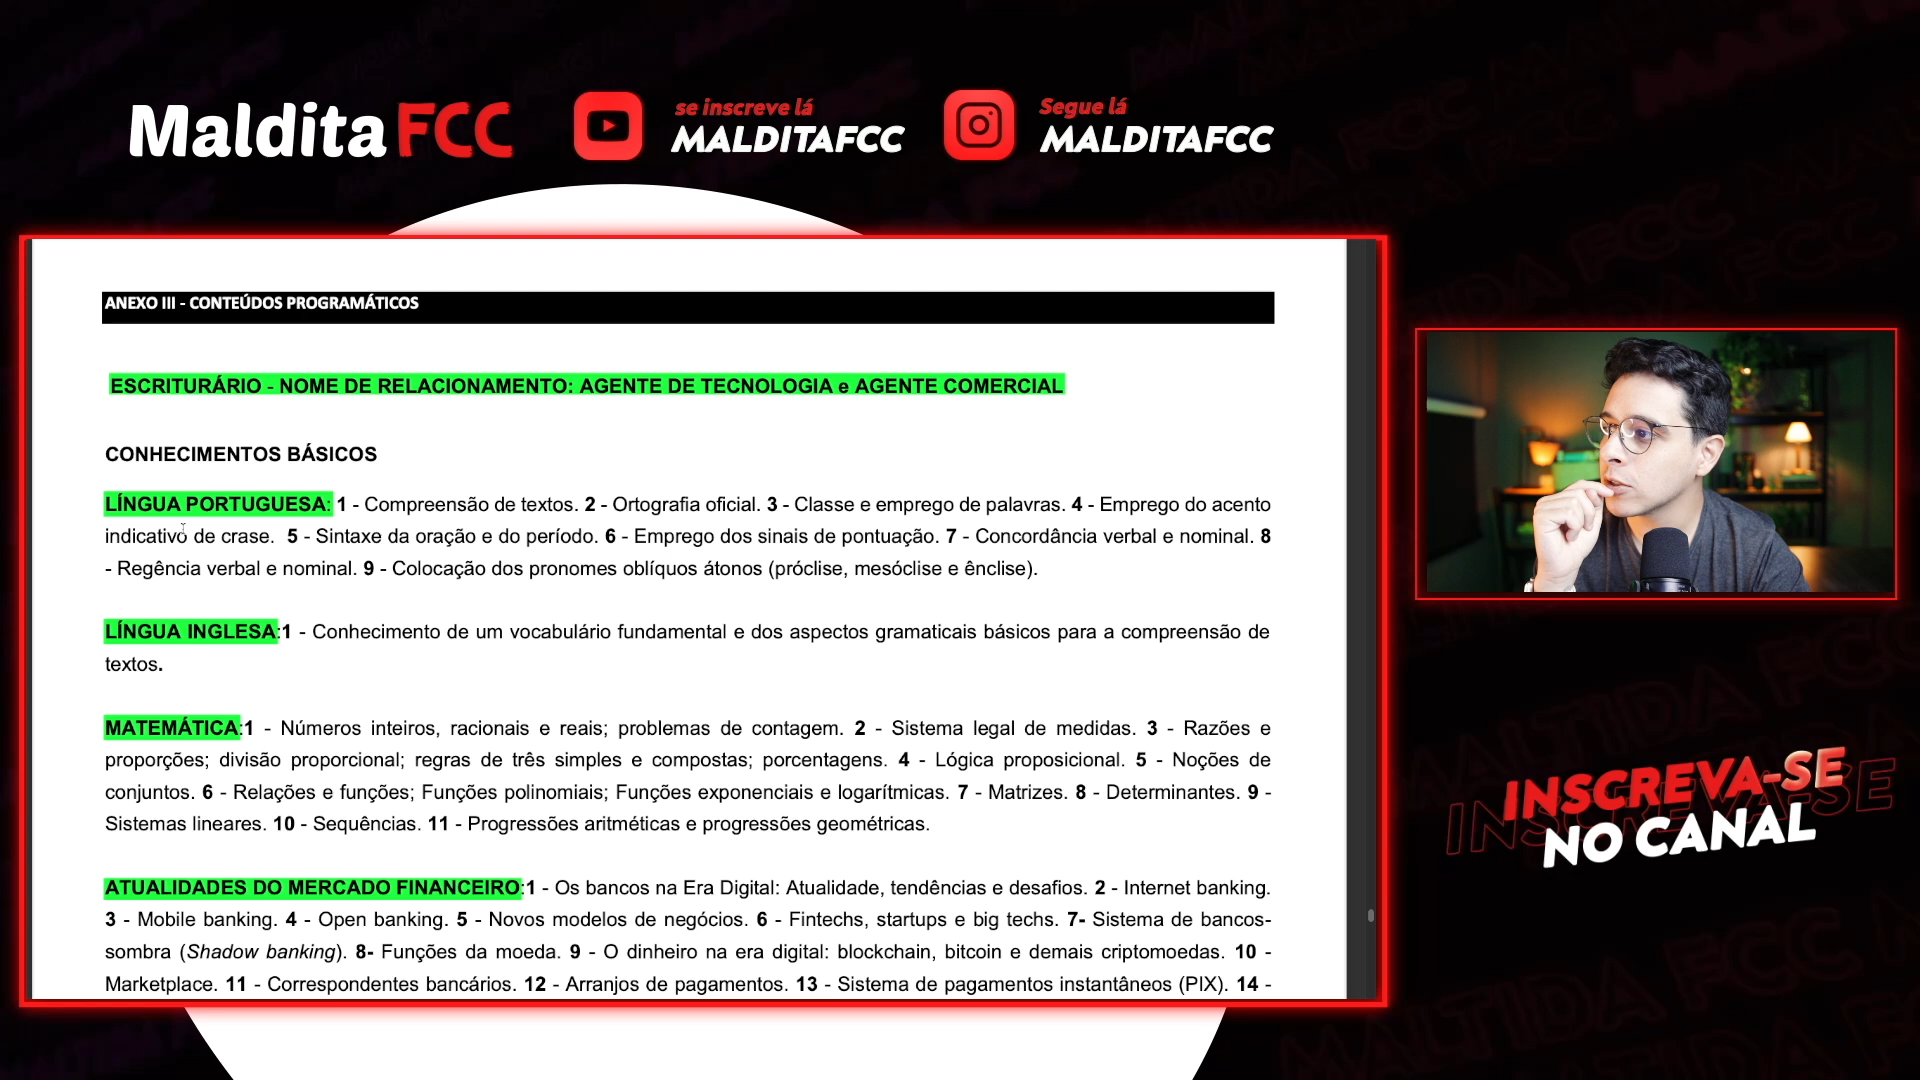 Maldita FCC
se inscreve lá
MALDITAFCC
Segue lá
MALDITAFCC
ANEXO III - CONTEÚDOS PROGRAMÁTICOS
ESCRITURÁRIO - NOME DE RELACIONAMENTO: AGENTE DE TECNOLOGIA e AGENTE COMERCIAL
CONHECIMENTOS BÁSICOS
LÍNGUA PORTUGUESA: 1 - Compreensão de textos. 2 - Ortografia oficial. 3 - Classe e emprego de palavras. 4 - Emprego do acento
indicativo de crase. 5 - Sintaxe da oração e do período. 6 - Emprego dos sinais de pontuação. 7 - Concordância verbal e nominal. 8
- Regência verbal e nominal. 9 - Colocação dos pronomes oblíquos átonos (próclise, mesóclise e ênclise).
LÍNGUA INGLESA:1 - Conhecimento de um vocabulário fundamental e dos aspectos gramaticais básicos para a compreensão de
textos.
MATEMÁTICA:1 - Números inteiros, racionais e reais; problemas de contagem. 2 - Sistema legal de medidas. 3 - Razões e
proporções; divisão proporcional; regras de três simples e compostas; porcentagens. 4 - Lógica proposicional. 5 - Noções de
conjuntos. 6 - Relações e funções; Funções polinomiais; Funções exponenciais e logarítmicas. 7 - Matrizes. 8 - Determinantes. 9 -
Sistemas lineares. 10 - Sequências. 11 - Progressões aritméticas e progressões geométricas.
ATUALIDADES DO MERCADO FINANCEIRO:1 - Os bancos na Era Digital: Atualidade, tendências e desafios. 2 - Internet banking.
3 - Mobile banking. 4 - Open banking. 5 - Novos modelos de negócios. 6 - Fintechs, startups e big techs. 7- Sistema de bancos-
sombra (Shadow banking). 8- Funções da moeda. 9 - O dinheiro na era digital: blockchain, bitcoin e demais criptomoedas. 10 -
Marketplace. 11 - Correspondentes bancários. 12 - Arranjos de pagamentos. 13 - Sistema de pagamentos instantâneos (PIX). 14 -
INSCREVA-SE
NO CANAL